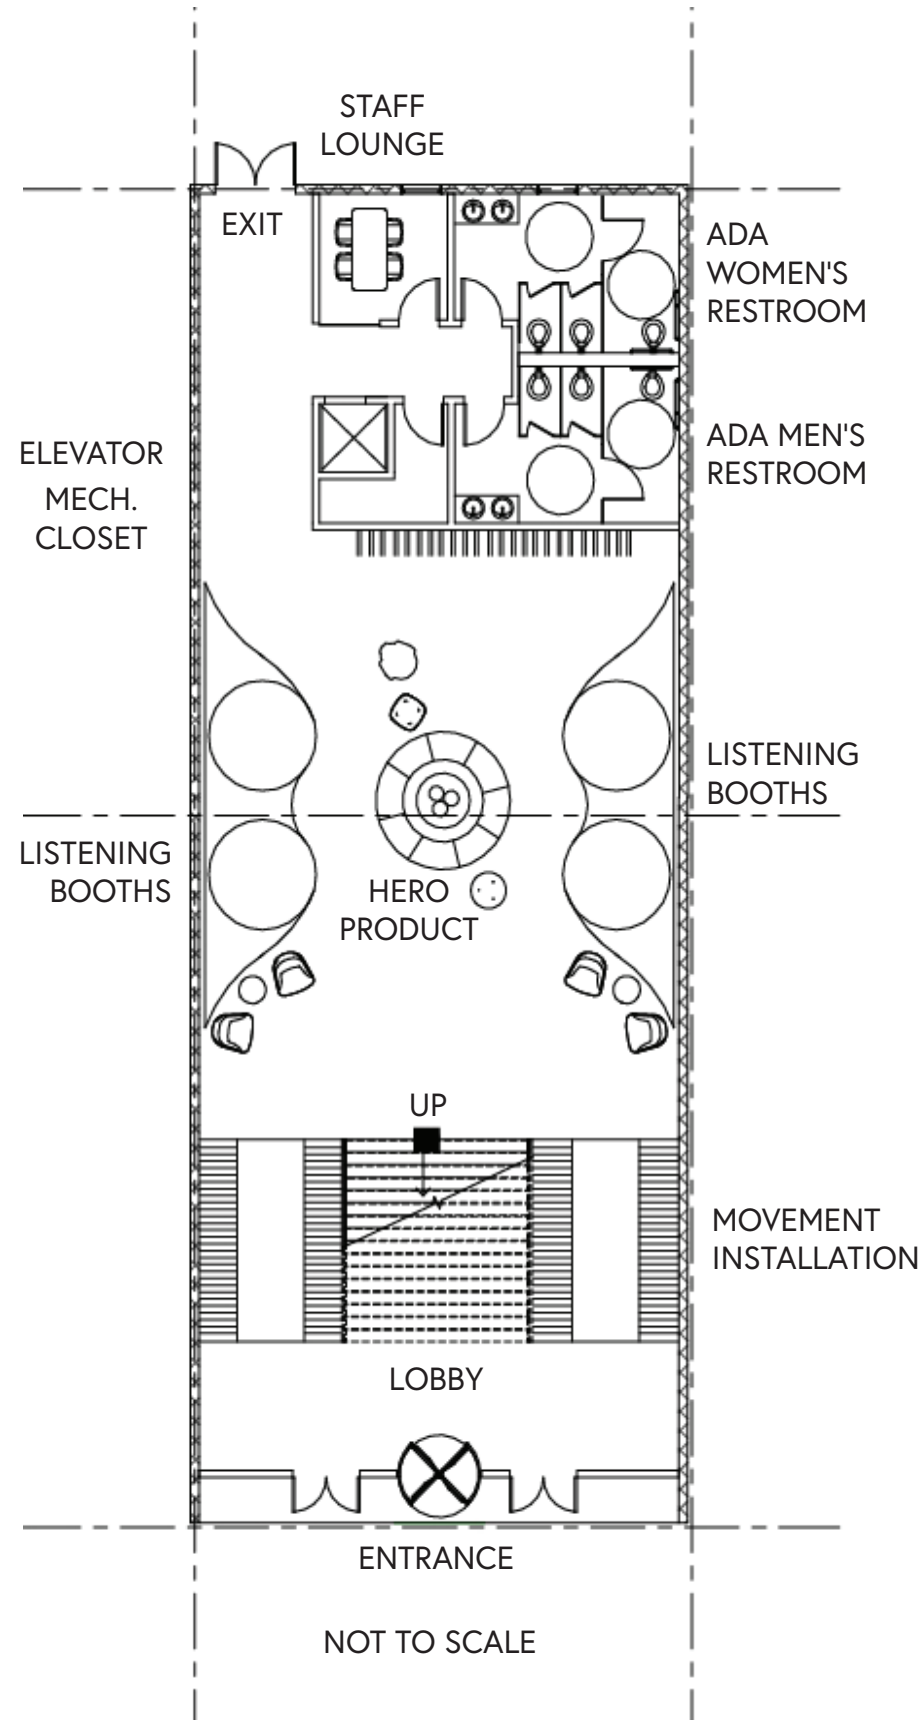 STAFF
LOUNGE
EXIT
ADA
WOMEN'S
RESTROOM
ELEVATOR
MECH.
CLOSET
ADA MEN'S
RESTROOM
LISTENING
BOOTHS
LISTENING
BOOTHS
HERO
PRODUCT
UP
MOVEMENT
INSTALLATION
LOBBY
ENTRANCE
NOT TO SCALE